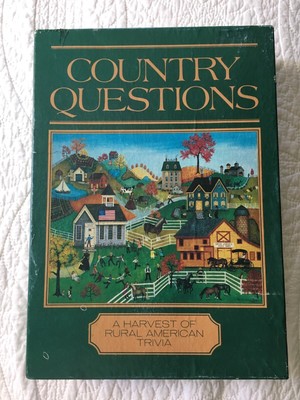 COUNTRY
QUESTIONS
A HARVEST OF
RURAL AMERICAN
TRIVIA